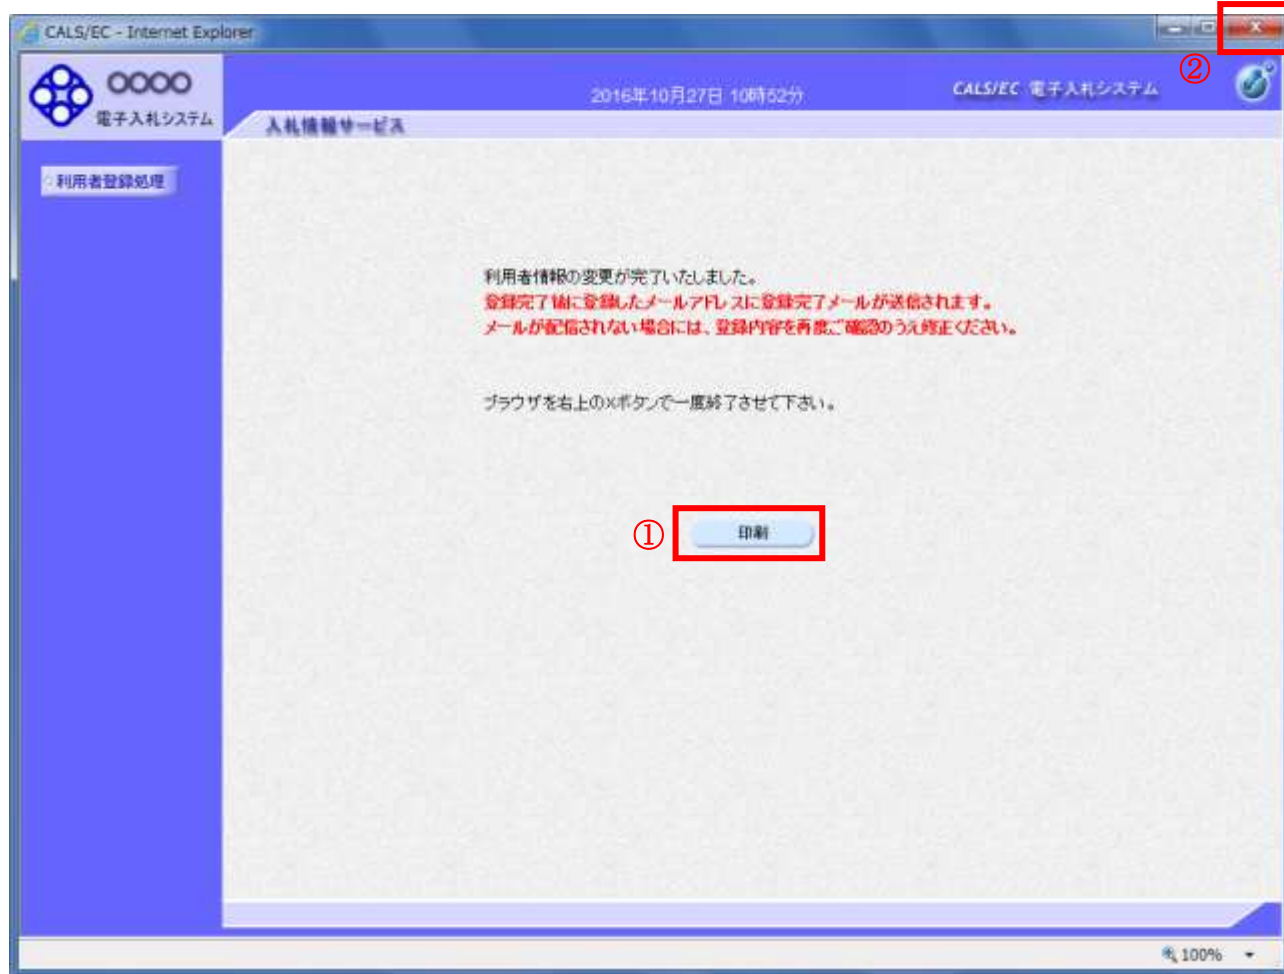 CALS/EC - Internet Explorer
②
○○○○
電子入札システム
2016年10月27日 10時52分
CALS/EC 電子入札システム
入札情報サービス
利用者登録処理
利用者情報の変更が完了いたしました。
登録完了後に登録したメールアドレスに登録完了メールが送信されます。
メールが配信されない場合には、登録内容を再度ご確認のうえ修正ください。
ブラウザを右上の×ボタンで一度終了させて下さい。
①
印刷
100%